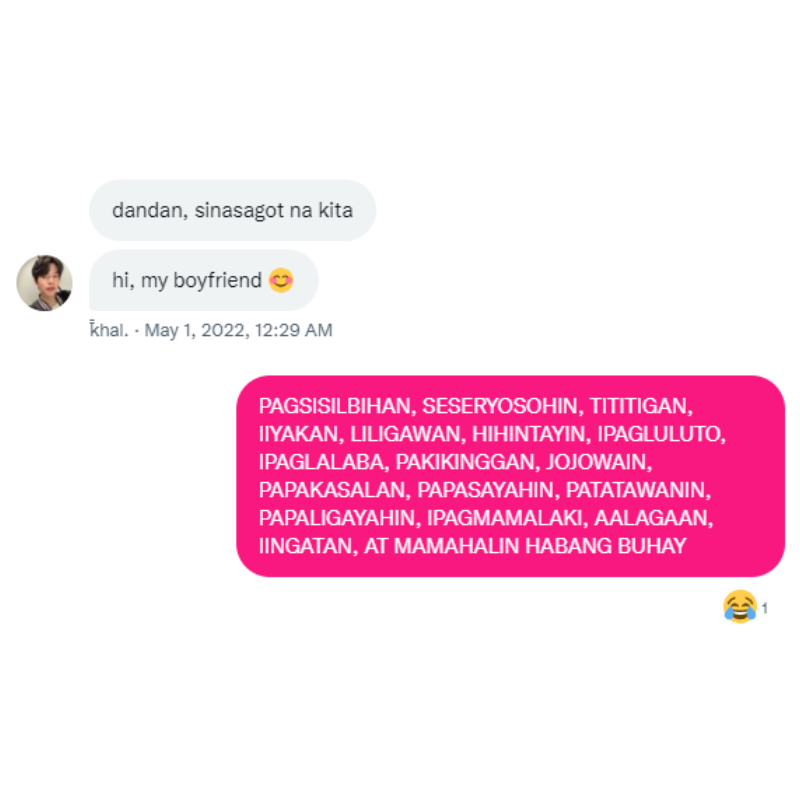 dandan, sinasagot na kita
hi, my boyfriend 😊
k̄hal. · May 1, 2022, 12:29 AM
PAGSISILBIHAN, SESERYOSOHIN, TITITIGAN,
IIYAKAN, LILIGAWAN, HIHINTAYIN, IPAGLULUTO,
IPAGLALABA, PAKIKINGGAN, JOJOWAIN,
PAPAKASALAN, PAPASAYAHIN, PATATAWANIN,
PAPALIGAYAHIN, IPAGMAMALAKI, AALAGAAN,
IINGATAN, AT MAMAHALIN HABANG BUHAY
😂 1